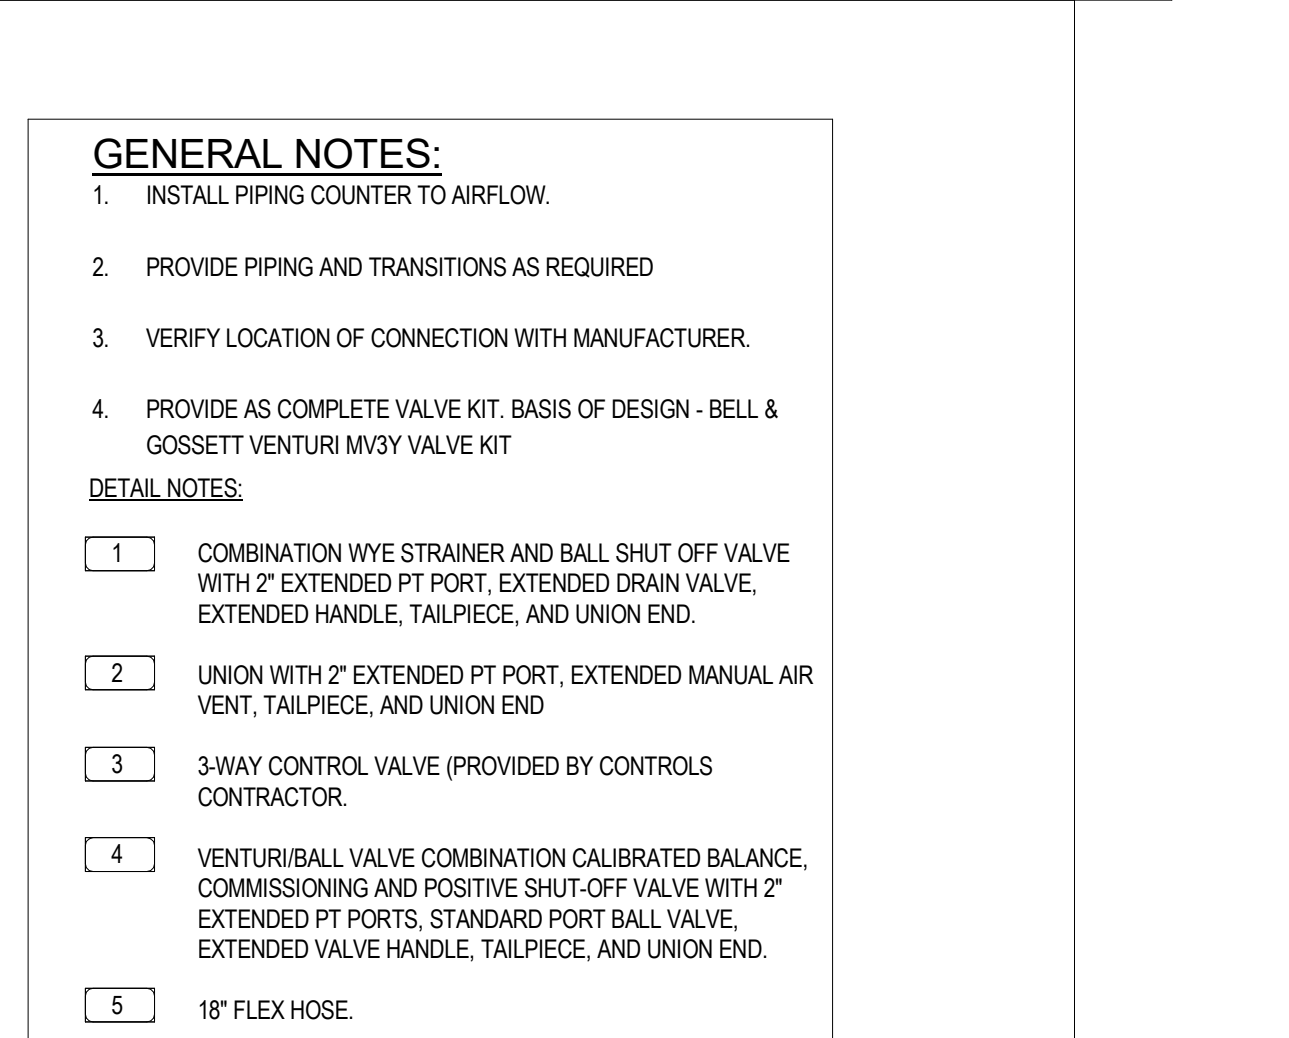 GENERAL NOTES:
1. INSTALL PIPING COUNTER TO AIRFLOW.
2. PROVIDE PIPING AND TRANSITIONS AS REQUIRED
3. VERIFY LOCATION OF CONNECTION WITH MANUFACTURER.
4. PROVIDE AS COMPLETE VALVE KIT. BASIS OF DESIGN - BELL &
GOSSETT VENTURI MV3Y VALVE KIT
DETAIL NOTES:
1 COMBINATION WYE STRAINER AND BALL SHUT OFF VALVE
WITH 2" EXTENDED PT PORT, EXTENDED DRAIN VALVE,
EXTENDED HANDLE, TAILPIECE, AND UNION END.
2 UNION WITH 2" EXTENDED PT PORT, EXTENDED MANUAL AIR
VENT, TAILPIECE, AND UNION END
3 3-WAY CONTROL VALVE (PROVIDED BY CONTROLS
CONTRACTOR.
4 VENTURI/BALL VALVE COMBINATION CALIBRATED BALANCE,
COMMISSIONING AND POSITIVE SHUT-OFF VALVE WITH 2"
EXTENDED PT PORTS, STANDARD PORT BALL VALVE,
EXTENDED VALVE HANDLE, TAILPIECE, AND UNION END.
5 18" FLEX HOSE.